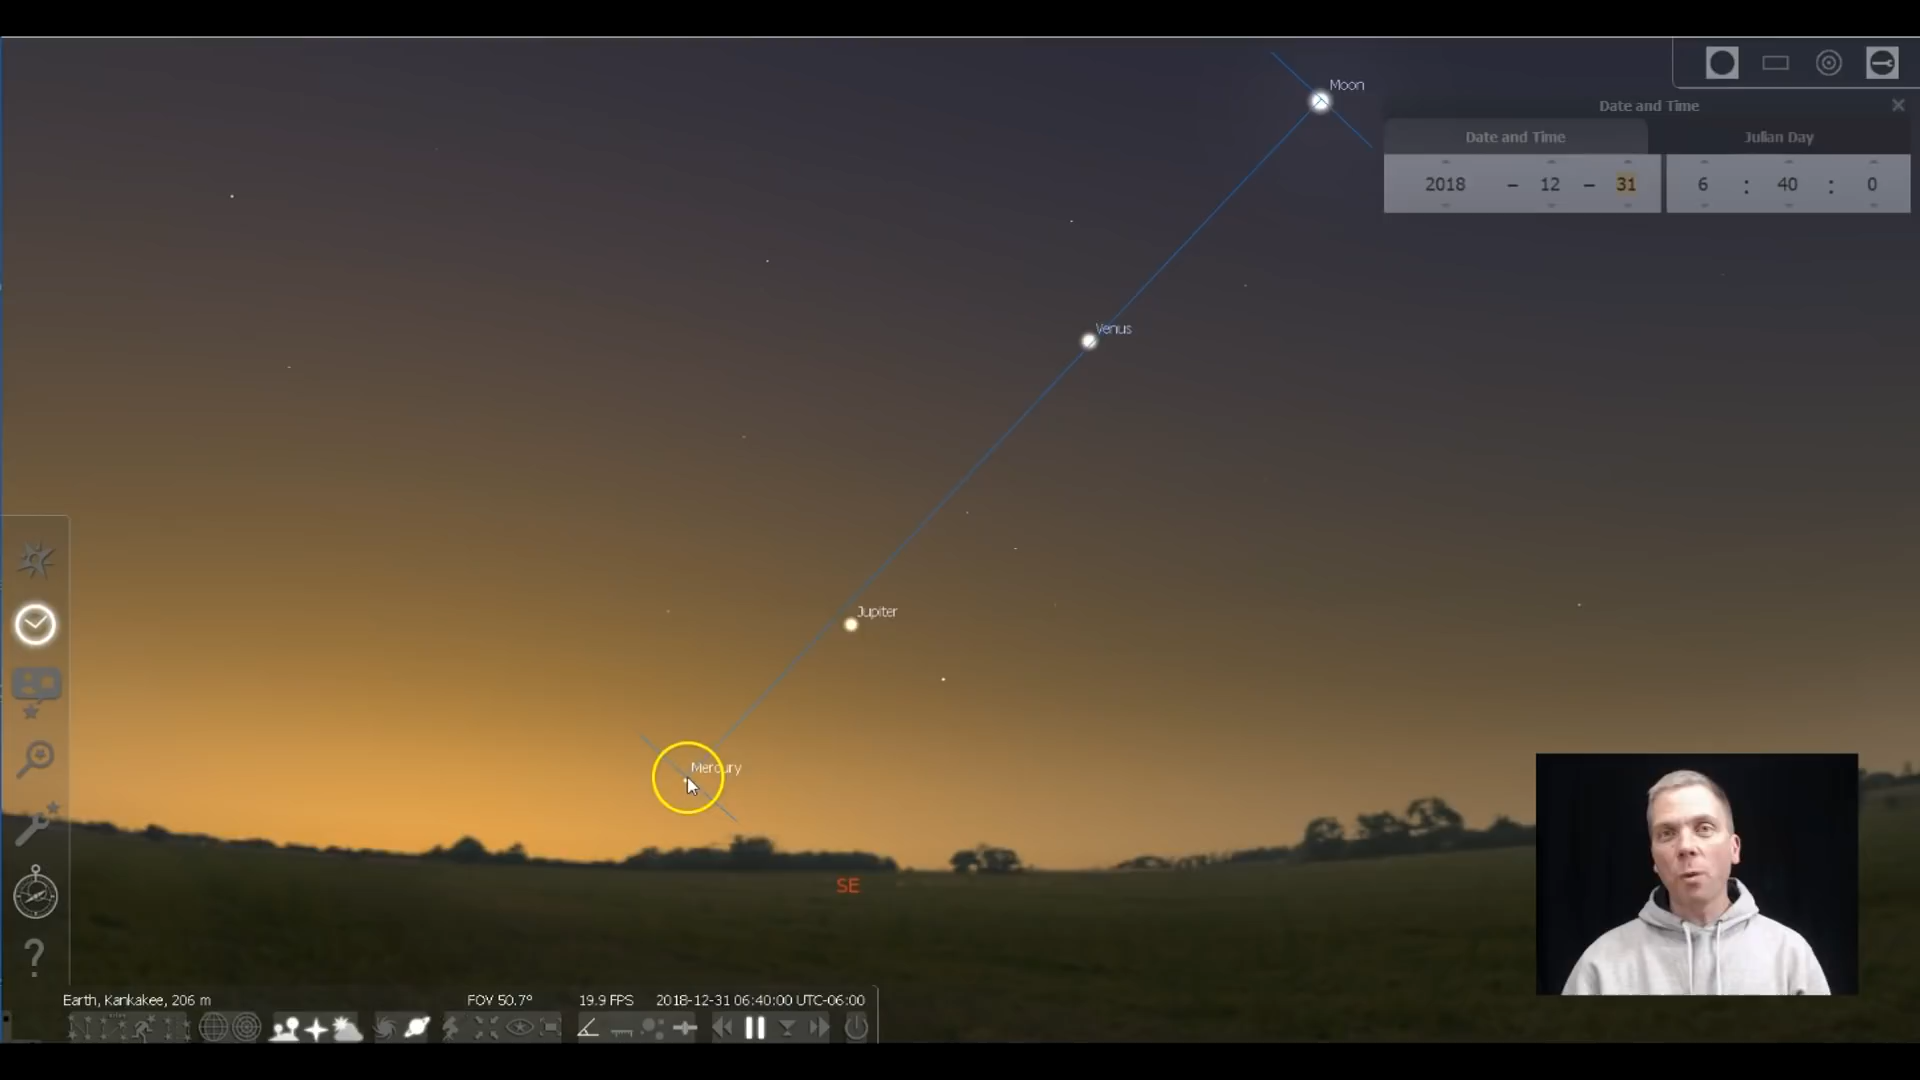 Moon
Date and Time
Date and Time
Julian Day
2018 - 12 - 31
6 : 40 : 0
Venus
Jupiter
Mercury
SE
Earth, Kankakee, 206 m
FOV 50.7°
19.9 FPS
2018-12-31 06:40:00 UTC-06:00